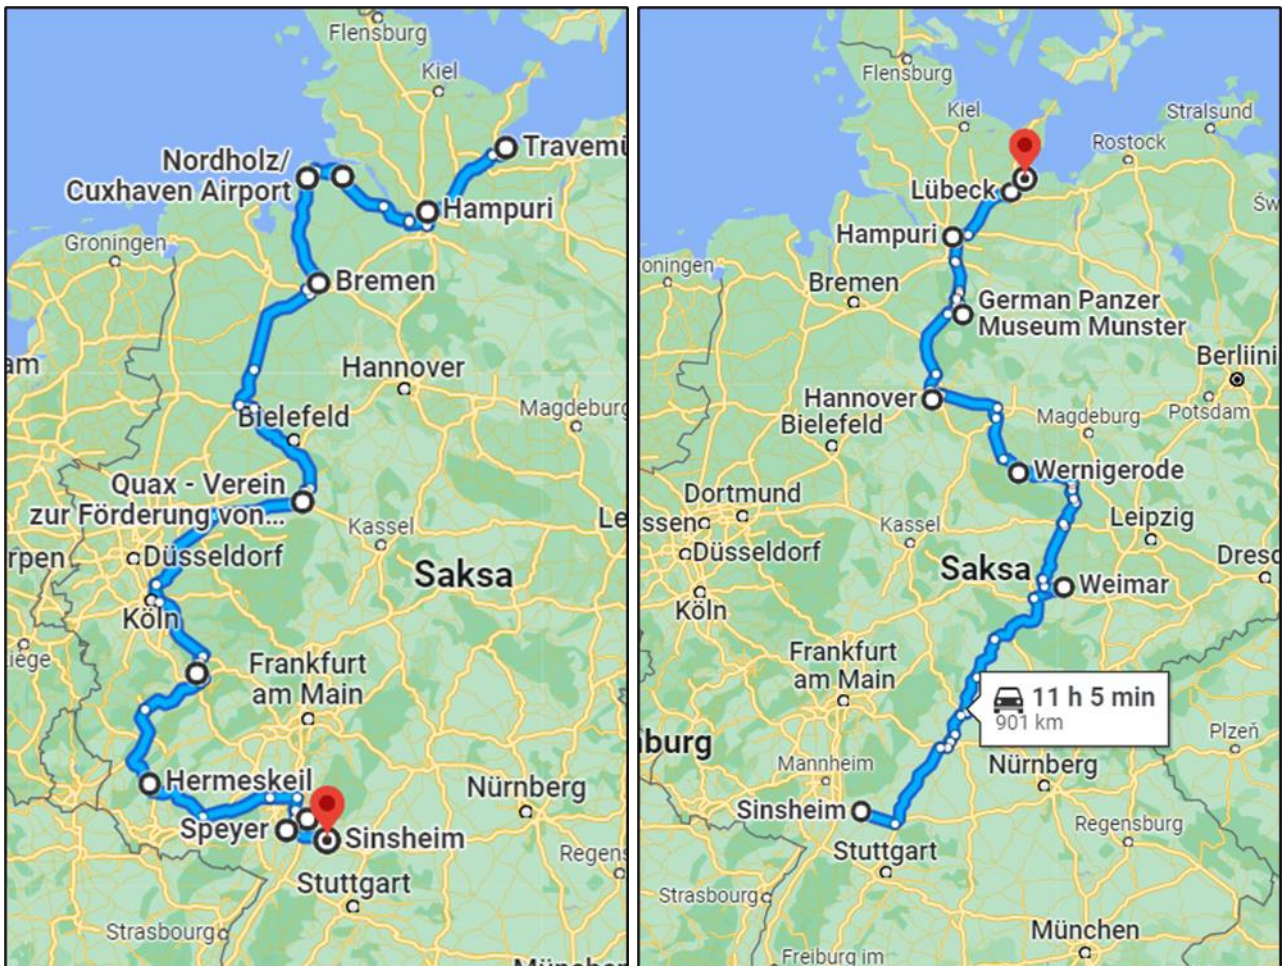 Flensburg
Kiel
Nordholz/
Cuxhaven Airport
Travemü
Hampuri
Groningen
Bremen
am
Hannover
Magdeburg
Bielefeld
Quax - Verein
zur Förderung von...
Kassel
Le
rpen
Düsseldorf
Saksa
Köln
iège
Frankfurt
am Main
Hermeskeil
Nürnberg
Speyer
Sinsheim
Regens
Stuttgart
Strasbourg
München
Flensburg
Kiel
Stralsund
Rostock
Lübeck
Św
Hampuri
oningen
Bremen
German Panzer
Museum Munster
Berliini
Hannover
Potsdam
Magdeburg
Bielefeld
Wernigerode
Dortmund
ssen
Kassel
Leipzig
Düsseldorf
Saksa
Dresd
Weimar
Köln
Frankfurt
am Main
11 h 5 min
901 km
burg
Plzeň
Mannheim
Nürnberg
Sinsheim
Regensburg
Stuttgart
Strasbourg
München
Freiburg im